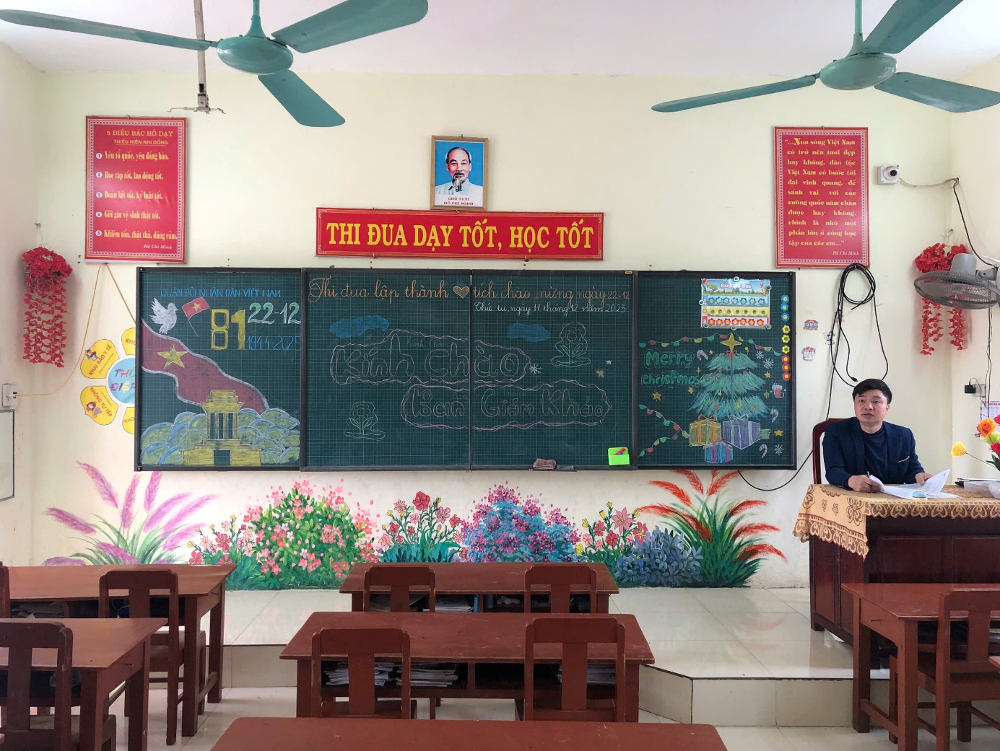 5 ĐIỀU BÁC HỒ DẠY
THIẾU NIÊN NHI ĐỒNG
1 Yêu tổ quốc, yêu đồng bào.
2 Học tập tốt, lao động tốt.
3 Đoàn kết tốt, kỷ luật tốt.
4 Giữ gìn vệ sinh thật tốt.
5 Khiêm tốn, thật thà, dũng cảm.
Hồ Chí Minh
CHỦ TỊCH
HỒ CHÍ MINH
THI ĐUA DẠY TỐT, HỌC TỐT
"...Non sông Việt Nam
có trở nên tươi đẹp
hay không, dân tộc
Việt Nam có bước tới
đài vinh quang, để
sánh vai với các
cường quốc năm châu
được hay không,
chính là nhờ một
phần lớn ở công học
tập của các em..."
Hồ Chí Minh
QUÂN ĐỘI NHÂN DÂN VIỆT NAM
81 22-12
1944-2025
Thi đua lập thành tích chào mừng ngày 22-12
Thứ tư, ngày 17 tháng 12 năm 2025
Kính Chào
Ban Giám Khảo
Merry
christmas
KHAI BÁO Y TẾ
KHÔNG TỤ TẬP